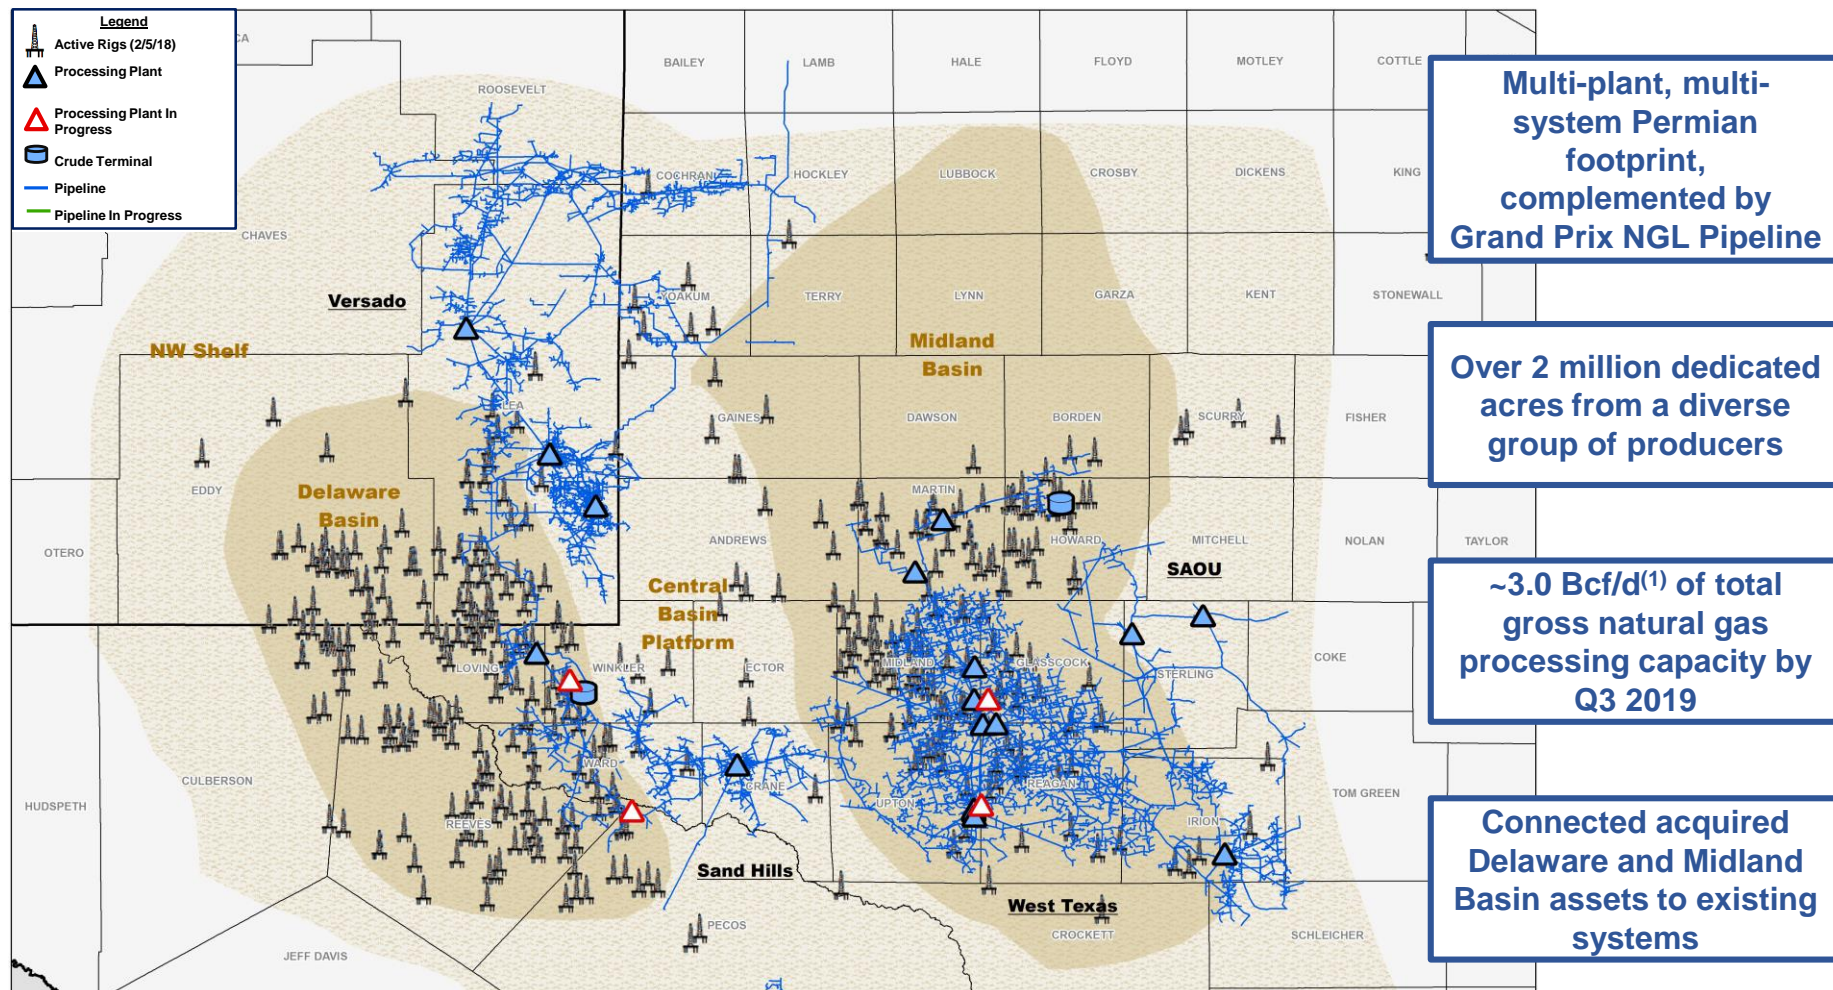 Legend
Active Rigs (2/5/18)
Processing Plant
Processing Plant In
Progress
Crude Terminal
Pipeline
Pipeline In Progress
CA
ROOSEVELT
BAILEY
LAMB
HALE
FLOYD
MOTLEY
COTTLE
CHAVES
COCHRAN
HOCKLEY
LUBBOCK
CROSBY
DICKENS
KING
Versado
YOAKUM
TERRY
LYNN
GARZA
KENT
STONEWALL
NW Shelf
Midland
Basin
LEA
GAINES
DAWSON
BORDEN
SCURRY
FISHER
EDDY
Delaware
Basin
MARTIN
OTERO
ANDREWS
HOWARD
MITCHELL
NOLAN
TAYLOR
SAOU
Central
Basin
Platform
LOVING
WINKLER
ECTOR
MIDLAND
GLASSCOCK
STERLING
COKE
CULBERSON
WARD
HUDSPETH
CRANE
UPTON
REAGAN
TOM GREEN
REEVES
IRION
Sand Hills
West Texas
PECOS
CROCKETT
SCHLEICHER
JEFF DAVIS
Multi-plant, multi-
system Permian
footprint,
complemented by
Grand Prix NGL Pipeline
Over 2 million dedicated
acres from a diverse
group of producers
~3.0 Bcf/d(1) of total
gross natural gas
processing capacity by
Q3 2019
Connected acquired
Delaware and Midland
Basin assets to existing
systems